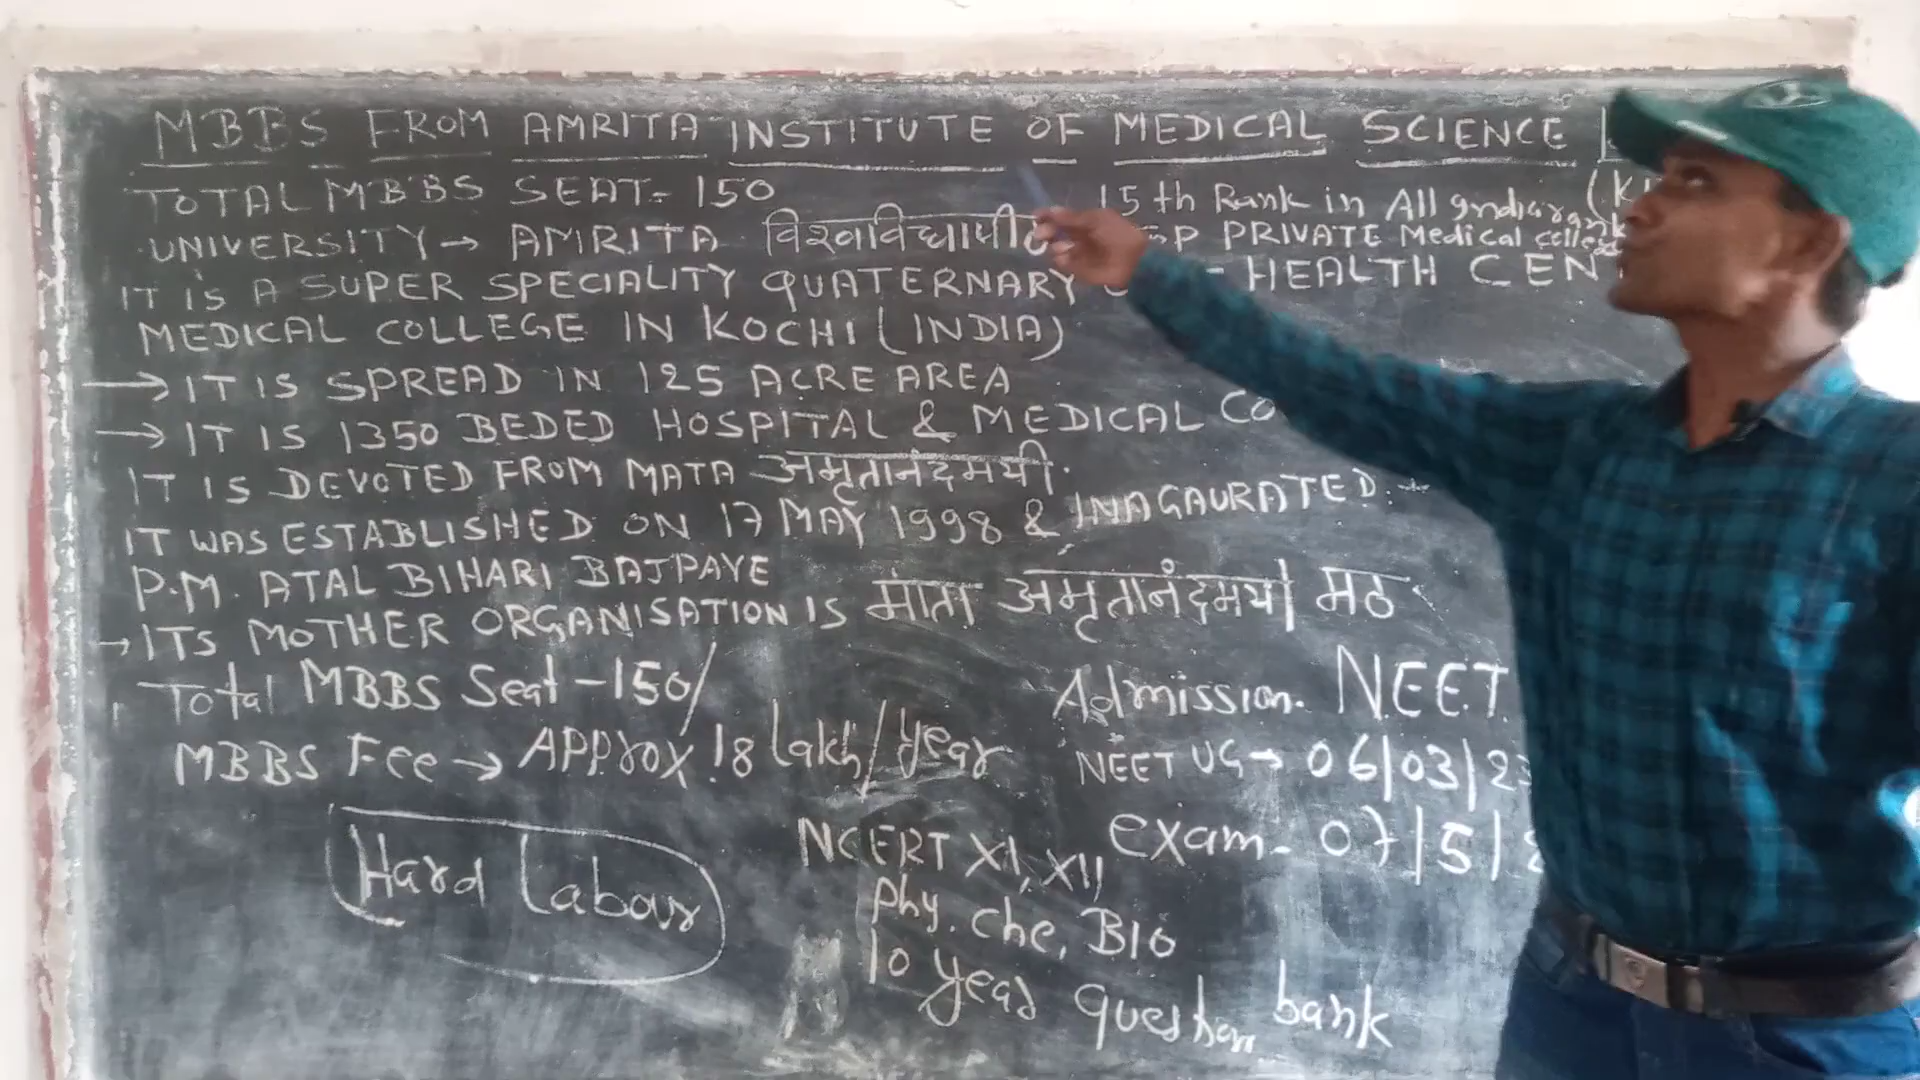 MBBS FROM AMRITA INSTITUTE OF MEDICAL SCIENCE
TOTAL MBBS SEAT- 150
15th Rank in All India rank
UNIVERSITY → AMRITA विश्वविद्यापीठ
PRIVATE Medical college
IT IS A SUPER SPECIALITY QUATERNARY HEALTH CEN
MEDICAL COLLEGE IN KOCHI (INDIA)
→ IT IS SPREAD IN 125 ACRE AREA
→ IT IS 1350 BEDED HOSPITAL & MEDICAL CO
IT IS DEVOTED FROM MATA अमृतानंदमयी.
IT WAS ESTABLISHED ON 17 MAY 1998 & INAGAURATED:-
P.M. ATAL BIHARI BAJPAYE
→ ITS MOTHER ORGANISATION IS माता अमृतानंदमयी मठ
Total MBBS Seat - 150/
MBBS Fee → APProx 18 lakh/year
Admission. NEET
NEET UG → 06/03/23
exam - 07/5/2
Hard Labour
NCERT XI, XII
Phy. che, BIO
10 year question bank